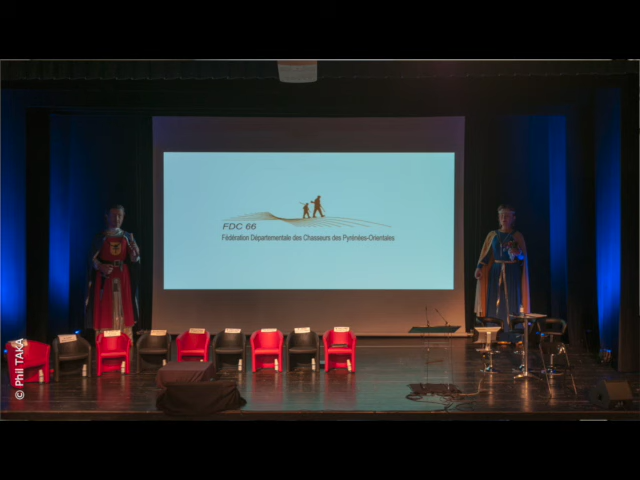 FDC 66
Fédération Départementale des Chasseurs des Pyrénées-Orientales
© Phil TAKA